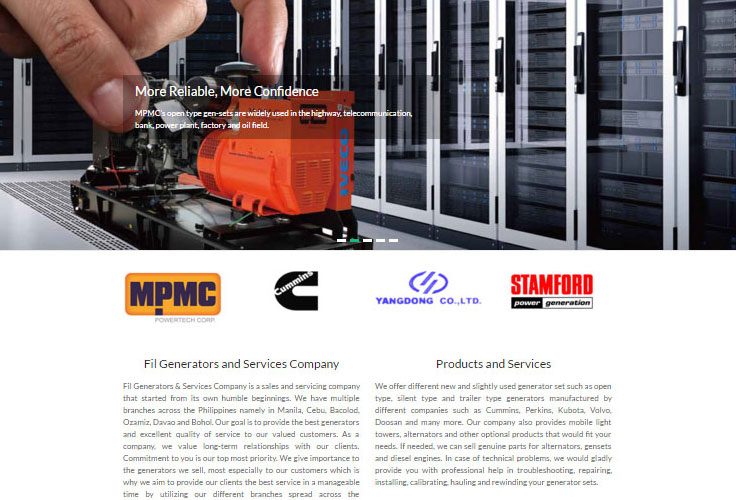 More Reliable, More Confidence
MPMC's open type gen-sets are widely used in the highway, telecommunication,
bank, power plant, factory and oil field.
IVECO
MPMC
POWERTECH CORP.
Cummins
YANGDONG CO.,LTD.
STAMFORD
power generation
Fil Generators and Services Company
Fil Generators & Services Company is a sales and servicing company
that started from its own humble beginnings. We have multiple
branches across the Philippines namely in Manila, Cebu, Bacolod,
Ozamiz, Davao and Bohol. Our goal is to provide the best generators
and excellent quality of service to our valued customers. As a
company, we value long-term relationships with our clients.
Commitment to you is our top most priority. We give importance to
the generators we sell, most especially to our customers which is
why we aim to provide our clients the best service in a manageable
time by utilizing our different branches spread across the
Products and Services
We offer different new and slightly used generator set such as open
type, silent type and trailer type generators manufactured by
different companies such as Cummins, Perkins, Kubota, Volvo,
Doosan and many more. Our company also provides mobile light
towers, alternators and other optional products that would fit your
needs. If needed, we can sell genuine parts for alternators, gensets
and diesel engines. In case of technical problems, we would gladly
provide you with professional help in troubleshooting, repairing,
installing, calibrating, hauling and rewinding your generator sets.